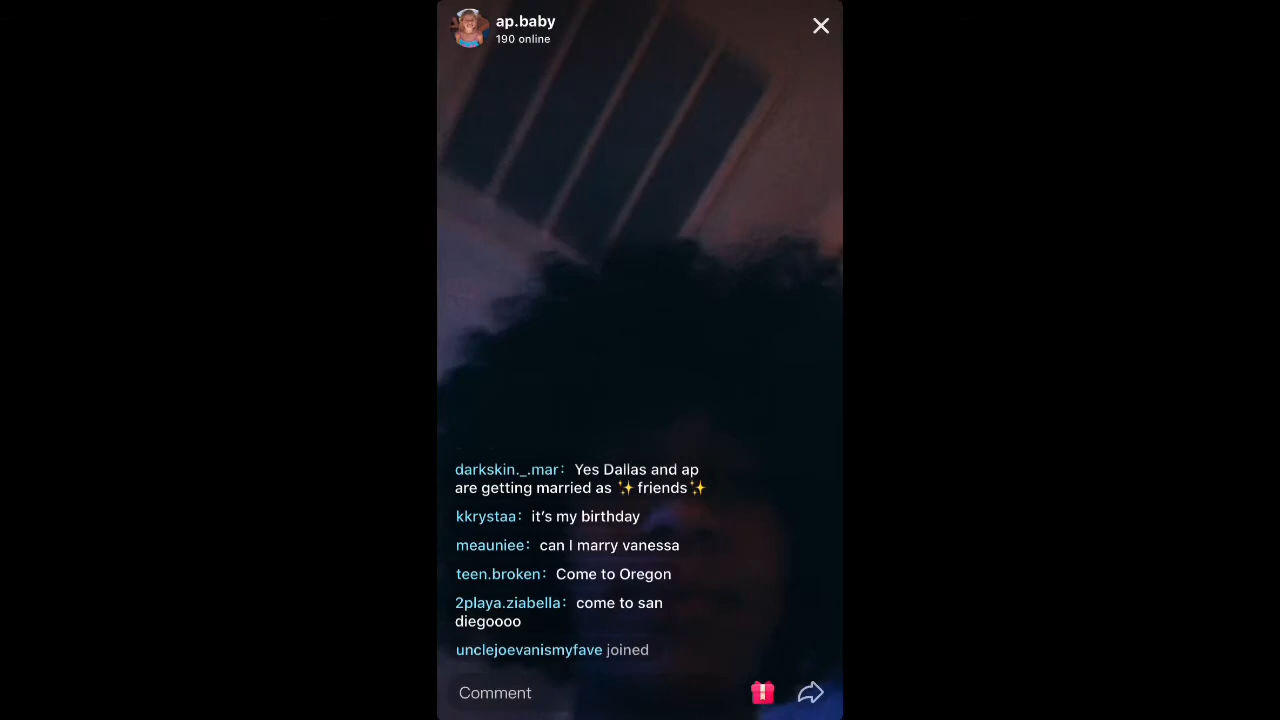 ap.baby
190 online
darkskin._.mar: Yes Dallas and ap
are getting married as ✨friends✨
kkrystaa: it's my birthday
meauniee: can I marry vanessa
teen.broken: Come to Oregon
2playa.ziabella: come to san
diegoooo
unclejoevanismyfave joined
Comment